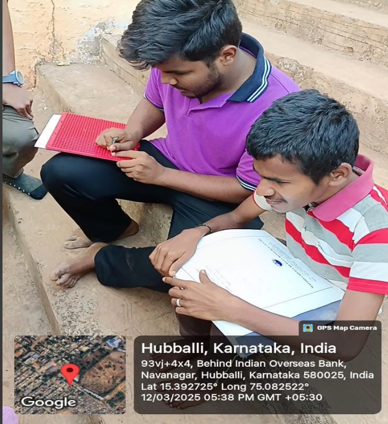 GPS Map Camera
Hubballi, Karnataka, India
93vj+4x4, Behind Indian Overseas Bank,
Navanagar, Hubballi, Karnataka 580025, India
Lat 15.392725° Long 75.082522°
12/03/2025 05:38 PM GMT +05:30
Google